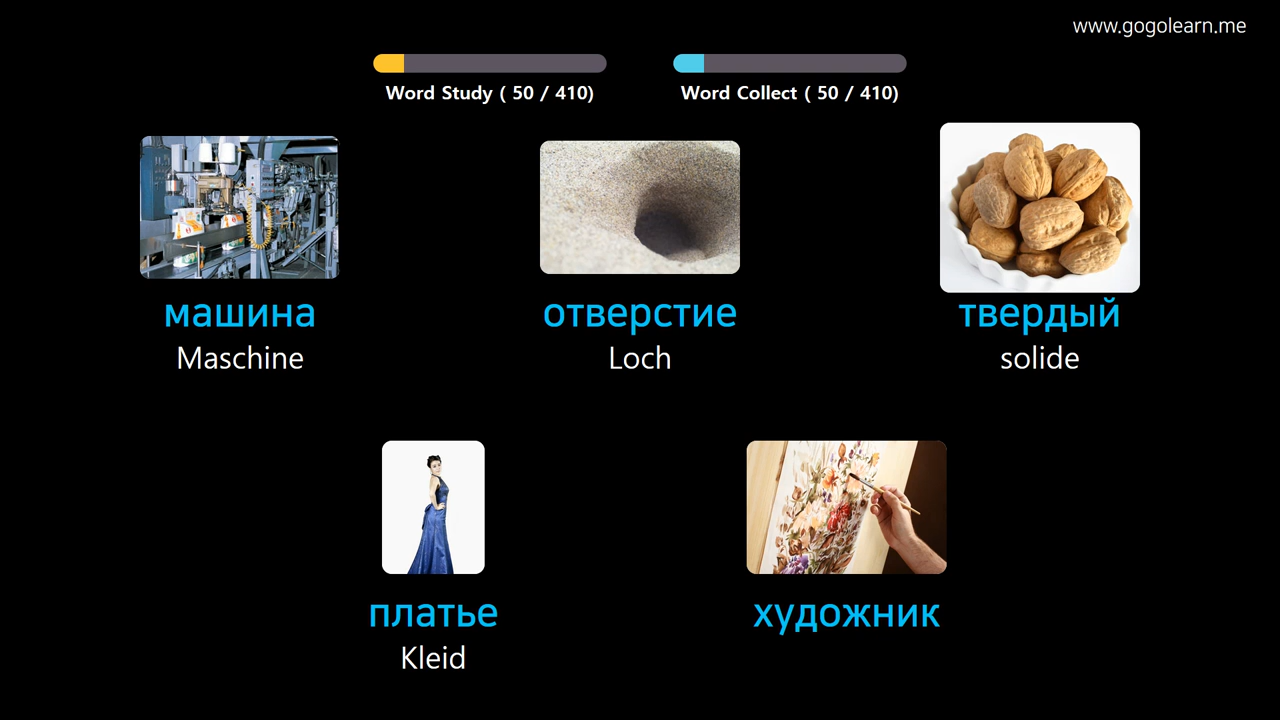 www.gogolearn.me
Word Study ( 50 / 410)
Word Collect ( 50 / 410)
машина
Maschine
отверстие
Loch
твердый
solide
платье
Kleid
художник